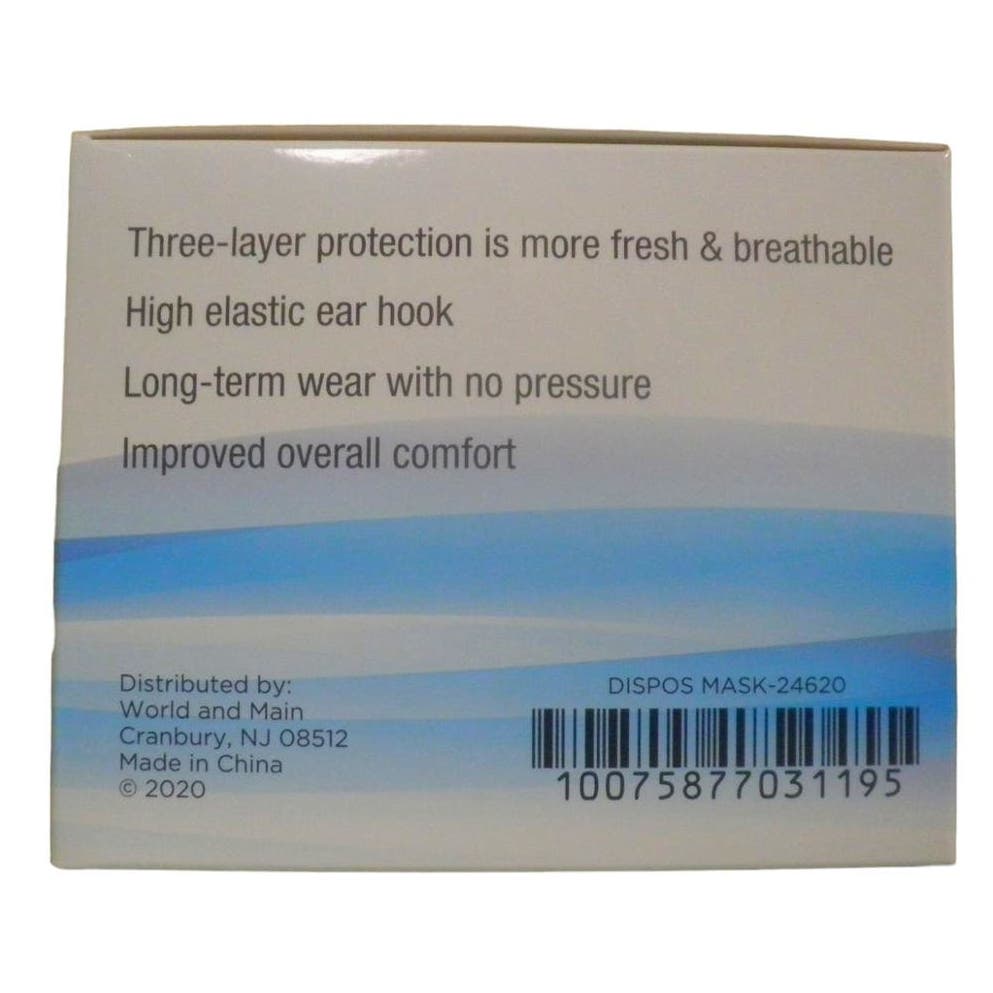 Three-layer protection is more fresh & breathable
High elastic ear hook
Long-term wear with no pressure
Improved overall comfort
Distributed by:
World and Main
Cranbury, NJ 08512
Made in China
© 2020
DISPOS MASK-24620
10075877031195